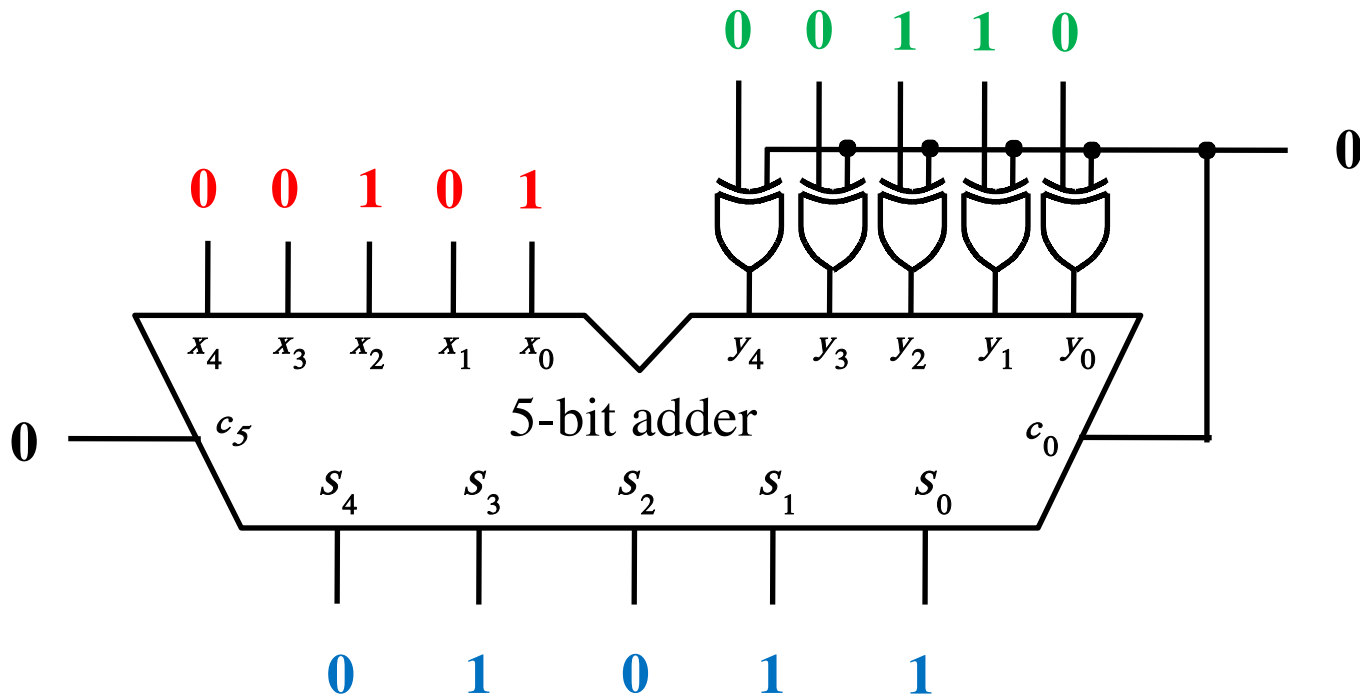 0 0 1 1 0
0
0 0 1 0 1
x4 x3 x2 x1 x0 y4 y3 y2 y1 y0
5-bit adder
0 c5 c0
S4 S3 S2 S1 S0
0 1 0 1 1